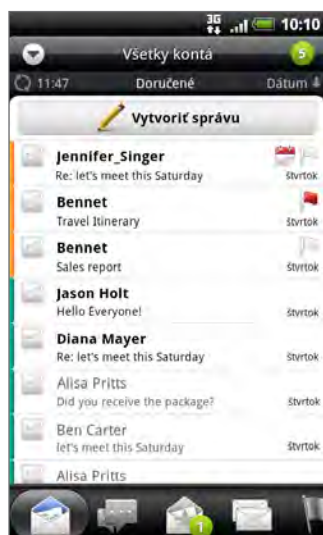 3G 10:10
Všetky kontá 5
11:47 Doručené Dátum
Vytvoriť správu
Jennifer_Singer
Re: let's meet this Saturday štvrtok
Bennet
Travel Itinerary štvrtok
Bennet
Sales report štvrtok
Jason Holt
Hello Everyone! štvrtok
Diana Mayer
Re: let's meet this Saturday štvrtok
Alisa Pritts
Did you receive the package? štvrtok
Ben Carter
let's meet this Saturday štvrtok
Alisa Pritts
1